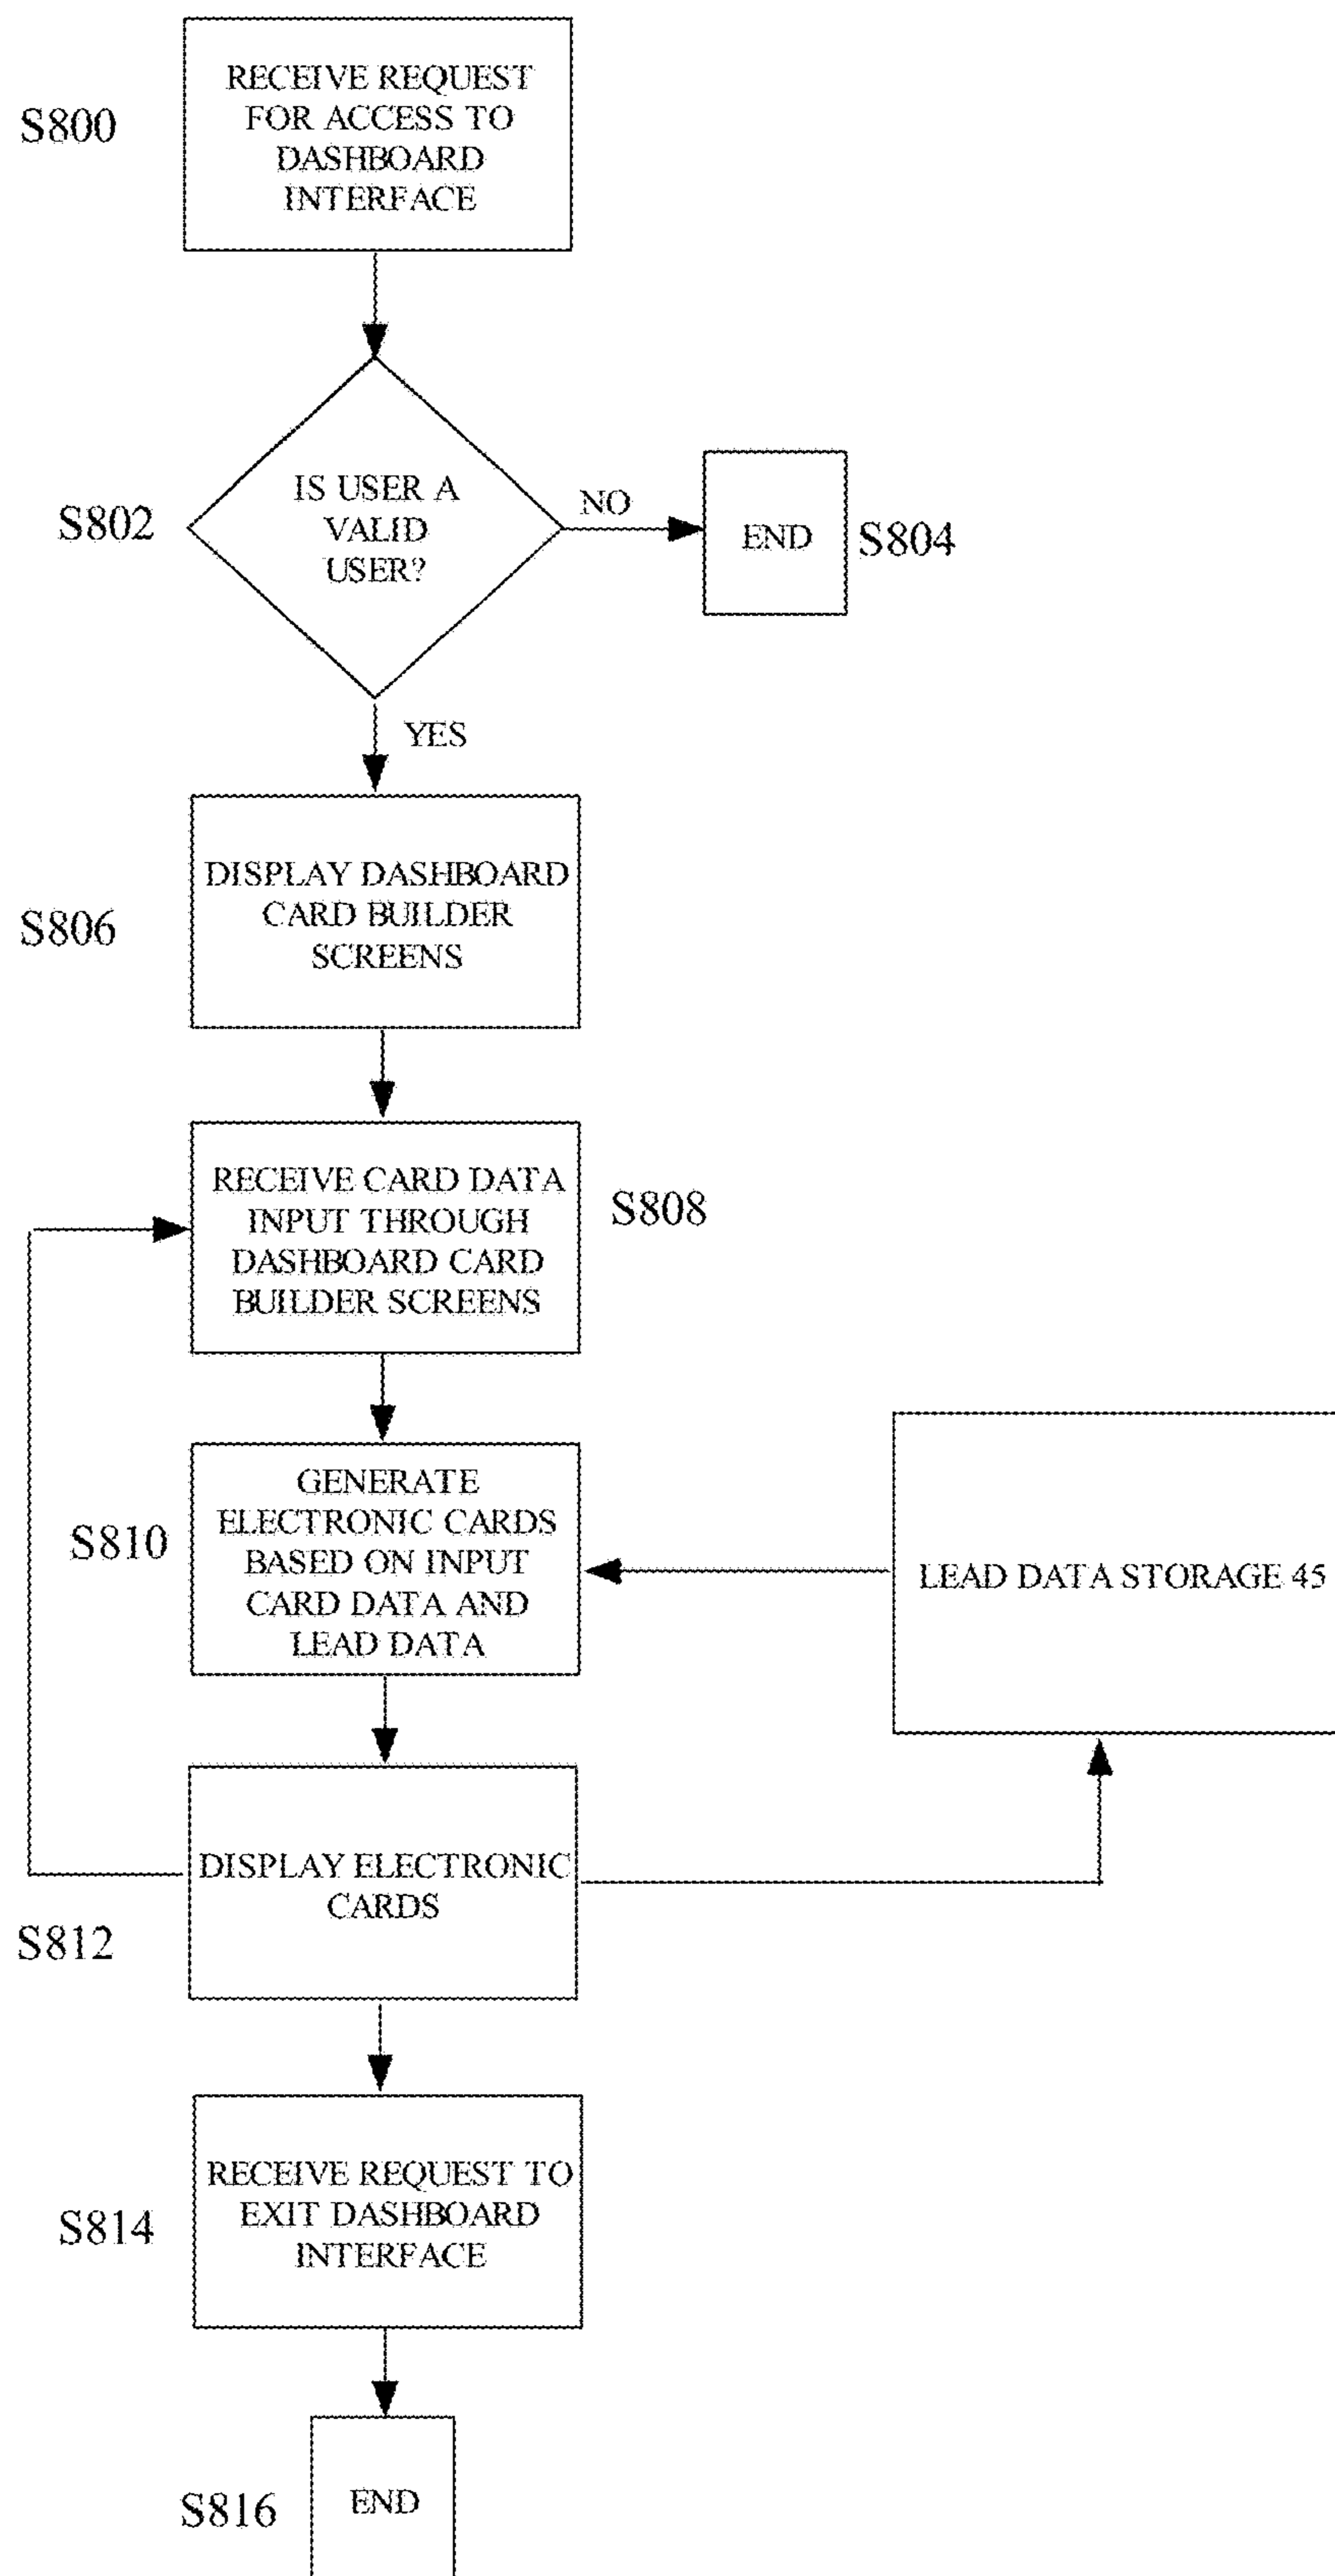 S800
RECEIVE REQUEST
FOR ACCESS TO
DASHBOARD
INTERFACE
S802
IS USER A
VALID
USER?
NO
END
S804
YES
S806
DISPLAY DASHBOARD
CARD BUILDER
SCREENS
RECEIVE CARD DATA
INPUT THROUGH
DASHBOARD CARD
BUILDER SCREENS
S808
S810
GENERATE
ELECTRONIC CARDS
BASED ON INPUT
CARD DATA AND
LEAD DATA
LEAD DATA STORAGE 45
DISPLAY ELECTRONIC
CARDS
S812
S814
RECEIVE REQUEST TO
EXIT DASHBOARD
INTERFACE
S816
END